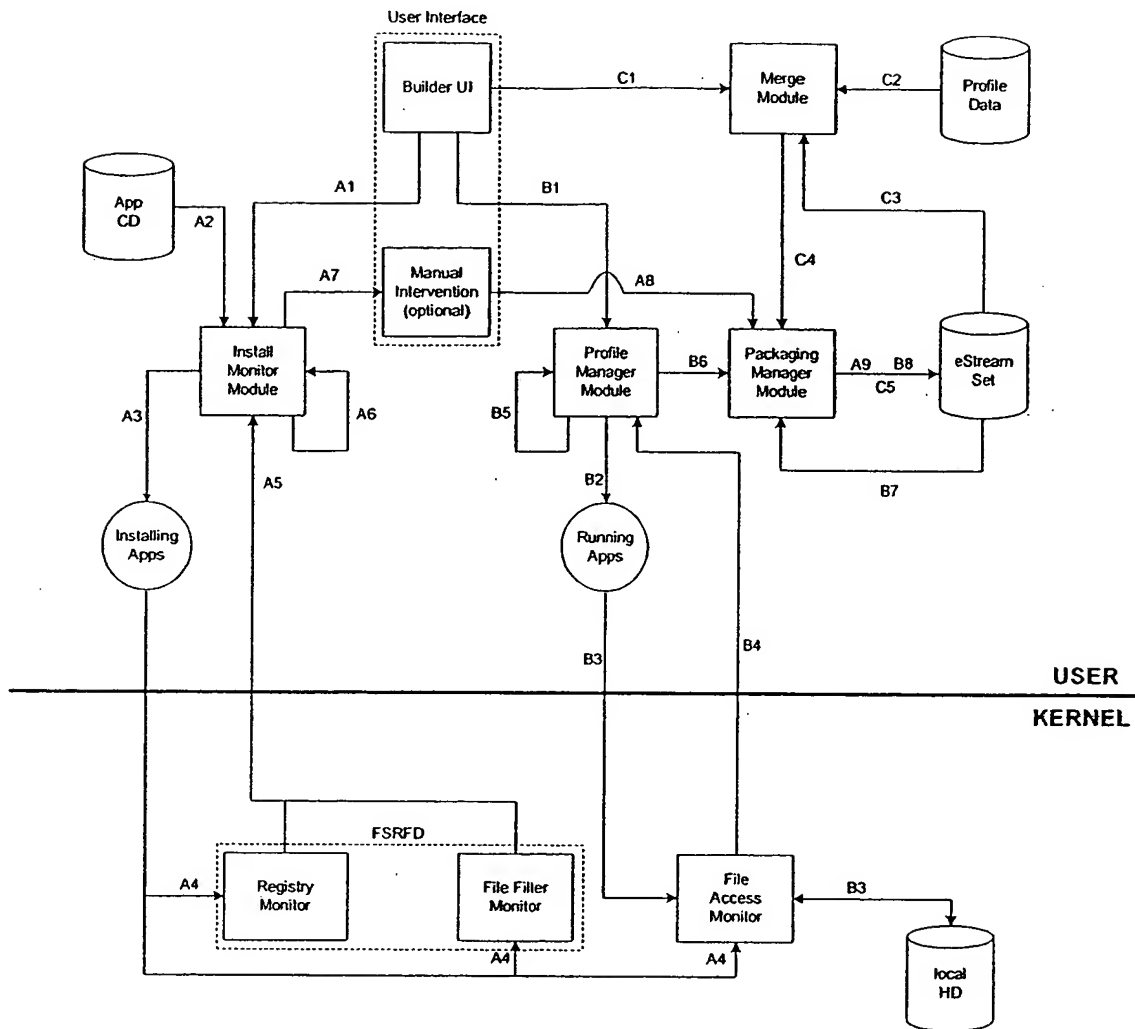 User Interface
Builder UI
C1
Merge
Module
C2
Profile
Data
App
CD
A2
A1
B1
C3
A7
Manual
Intervention
(optional)
A8
C4
Install
Monitor
Module
Profile
Manager
Module
B6
Packaging
Manager
Module
A9
B8
C5
eStream
Set
A3
A6
B5
A5
B2
B7
Installing
Apps
Running
Apps
B3
B4
USER
KERNEL
FSRFD
A4
Registry
Monitor
File Filter
Monitor
File
Access
Monitor
B3
A4
A4
local
HD